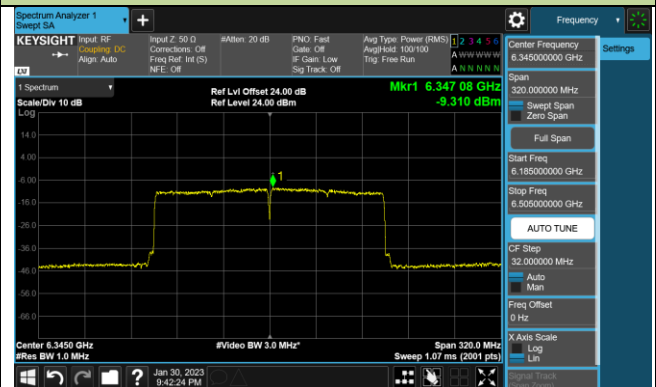 Spectrum Analyzer 1
Swept SA
Frequency
KEYSIGHT
Input: RF
Coupling: DC
Align: Auto
Input Z: 50 Ω
Corrections: Off
Freq Ref: Int (S)
NFE: Off
#Atten: 20 dB
PNO: Fast
Gate: Off
IF Gain: Low
Sig Track: Off
Avg Type: Power (RMS)
Avg|Hold: 100/100
Trig: Free Run
1 2 3 4 5 6
A W W W W W
A N N N N N
LXI
1 Spectrum
Scale/Div 10 dB
Log
Ref Lvl Offset 24.00 dB
Ref Level 24.00 dBm
Mkr1 6.347 08 GHz
-9.310 dBm
14.0
4.00
-6.00
-16.0
-26.0
-36.0
-46.0
-56.0
-66.0
1
Center 6.3450 GHz
#Res BW 1.0 MHz
#Video BW 3.0 MHz*
Span 320.0 MHz
Sweep 1.07 ms (2001 pts)
Jan 30, 2023
9:42:24 PM
Center Frequency
6.345000000 GHz
Settings
Span
320.000000 MHz
Swept Span
Zero Span
Full Span
Start Freq
6.185000000 GHz
Stop Freq
6.505000000 GHz
AUTO TUNE
CF Step
32.000000 MHz
Auto
Man
Freq Offset
0 Hz
X Axis Scale
Log
Lin
Signal Track
(Span Zoom)